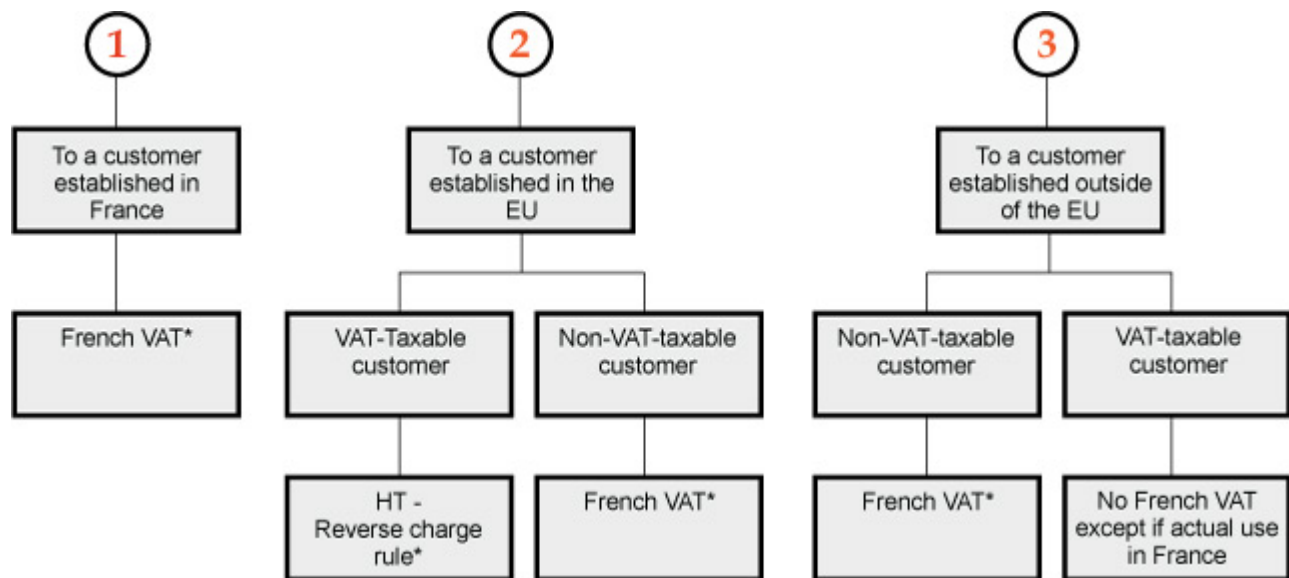 1
To a customer
established in
France
French VAT*
2
To a customer
established in the
EU
VAT-Taxable
customer
HT -
Reverse charge
rule*
Non-VAT-taxable
customer
French VAT*
3
To a customer
established outside
of the EU
Non-VAT-taxable
customer
French VAT*
VAT-taxable
customer
No French VAT
except if actual use
in France